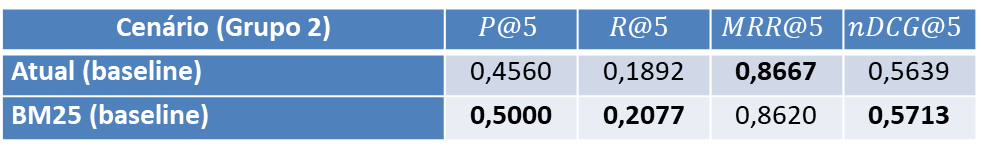 Cenário (Grupo 2) P@5 R@5 MRR@5 nDCG@5
Atual (baseline) 0,4560 0,1892 0,8667 0,5639
BM25 (baseline) 0,5000 0,2077 0,8620 0,5713